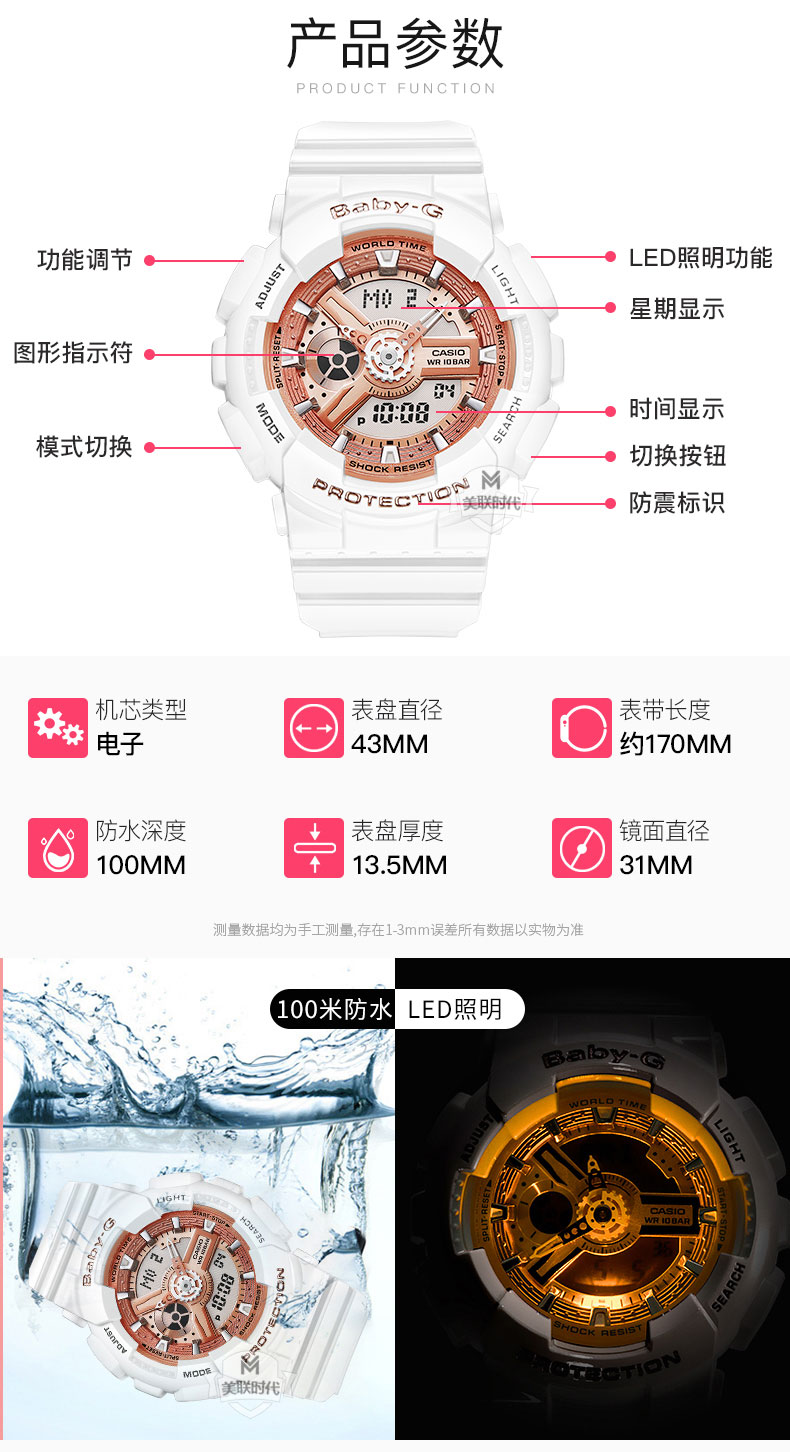 产品参数
PRODUCT FUNCTION
Baby-G
WORLD TIME
功能调节
ADJUST
LIGHT
LED照明功能
MO 2
星期显示
图形指示符
SPLIT·RESET
CASIO
WR 10BAR
START·STOP
04
P 10:08
时间显示
模式切换
MODE
SEARCH
切换按钮
SHOCK RESIST
PROTECTION
美联时代
防震标识
机芯类型
电子
表盘直径
43MM
表带长度
约170MM
防水深度
100MM
表盘厚度
13.5MM
镜面直径
31MM
测量数据均为手工测量,存在1-3mm误差所有数据以实物为准
100米防水
LED照明
LIGHT
START·STOP
SEARCH
Baby-G
WORLD TIME
MO 2
CASIO
WR 10BAR
04
P 10:08
SHOCK RESIST
PROTECTION
ADJUST
SPLIT·RESET
MODE
美联时代
Baby-G
WORLD TIME
ADJUST
LIGHT
SPLIT·RESET
CASIO
WR 10BAR
START·STOP
SEARCH
SHOCK RESIST
PROTECTION